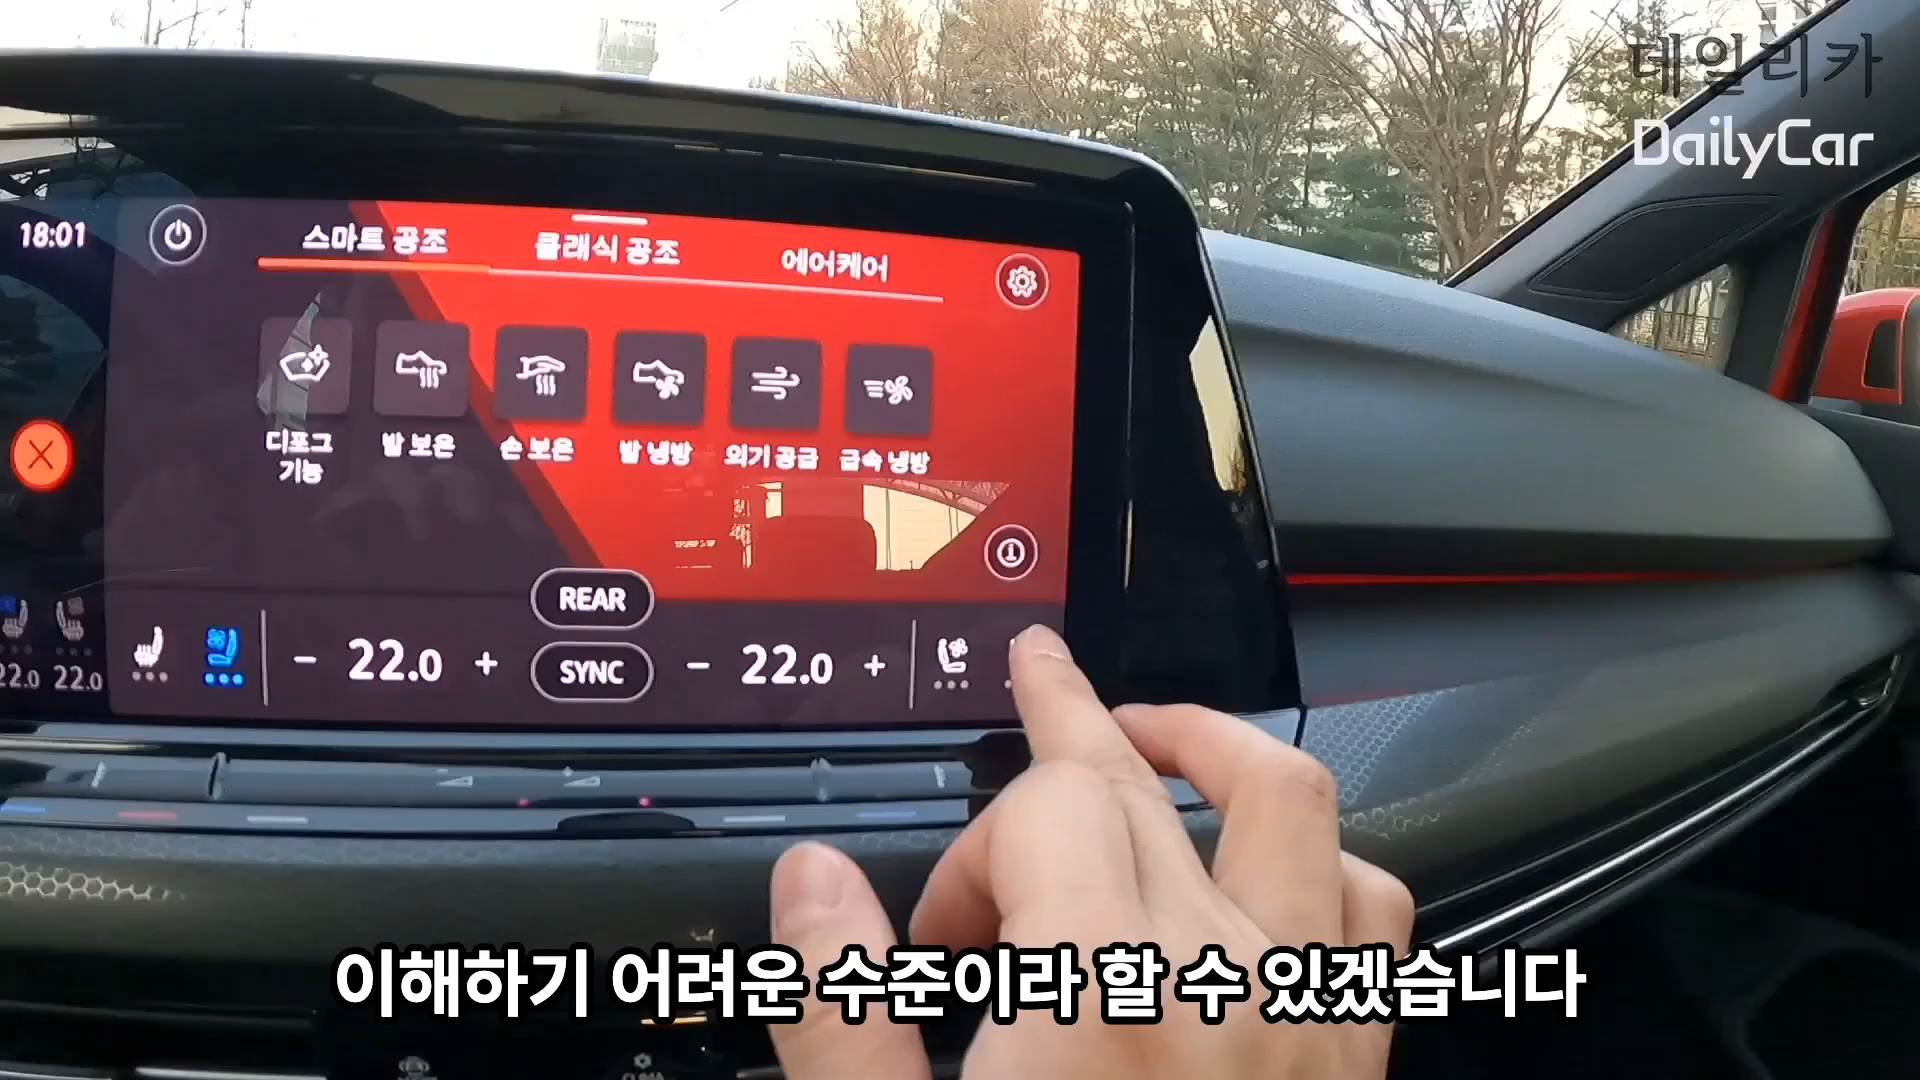 데일리카
DailyCar
18:01
스마트 공조
클래식 공조
에어케어
디포그
기능
발 보온
손 보온
발 냉방
외기 공급
급속 냉방
REAR
22.0
22.0
- 22.0 +
SYNC
- 22.0 +
이해하기 어려운 수준이라 할 수 있겠습니다